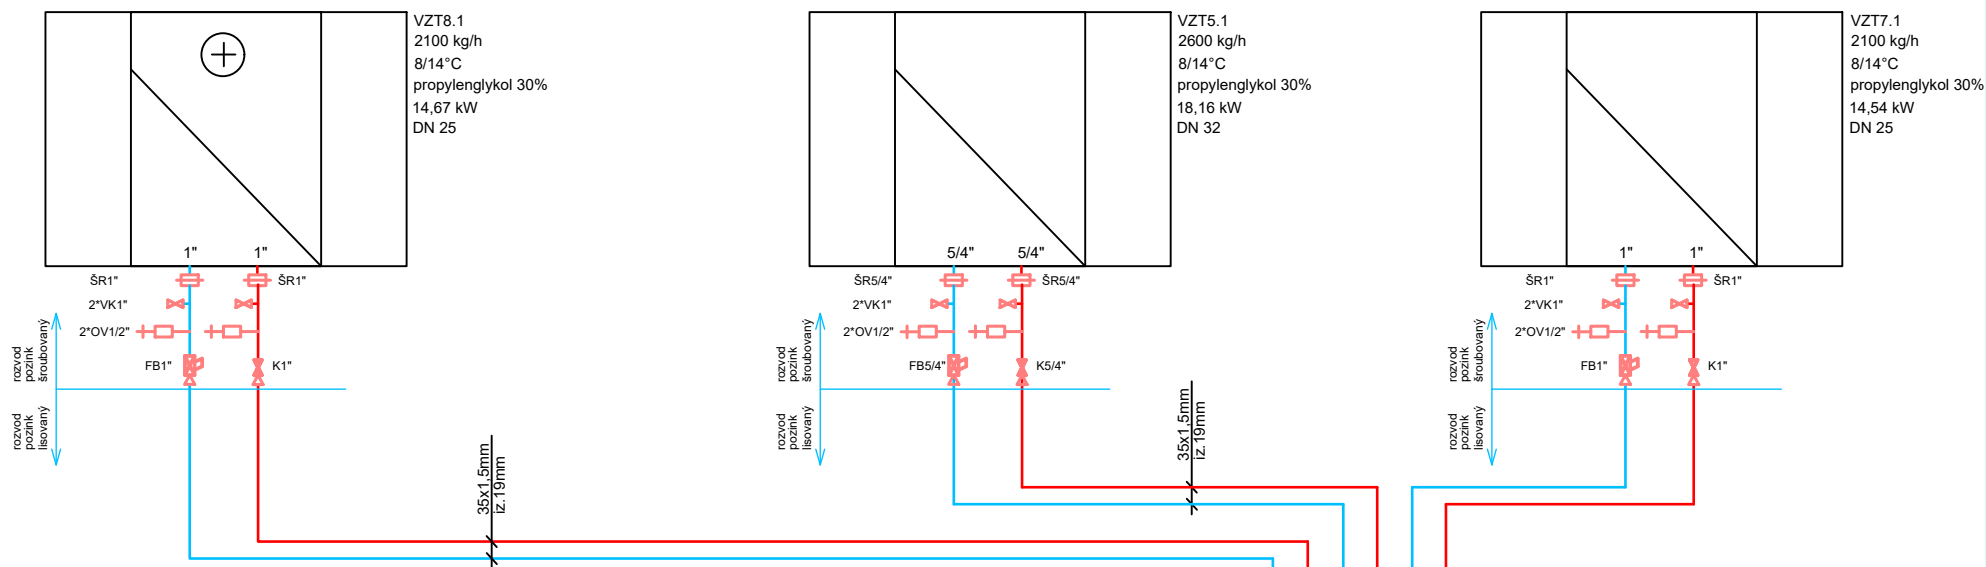 VZT8.1
2100 kg/h
8/14°C
propylenglykol 30%
14,67 kW
DN 25
1" 1"
ŠR1" ŠR1"
2*VK1"
2*OV1/2"
FB1" K1"
rozvod
pozink
šroubovaný
rozvod
pozink
lisovaný
35x1,5mm
iz.19mm
VZT5.1
2600 kg/h
8/14°C
propylenglykol 30%
18,16 kW
DN 32
5/4" 5/4"
ŠR5/4" ŠR5/4"
2*VK1"
2*OV1/2"
FB5/4" K5/4"
rozvod
pozink
šroubovaný
rozvod
pozink
lisovaný
35x1,5mm
iz.19mm
VZT7.1
2100 kg/h
8/14°C
propylenglykol 30%
14,54 kW
DN 25
1" 1"
ŠR1" ŠR1"
2*VK1"
2*OV1/2"
FB1" K1"
rozvod
pozink
šroubovaný
rozvod
pozink
lisovaný